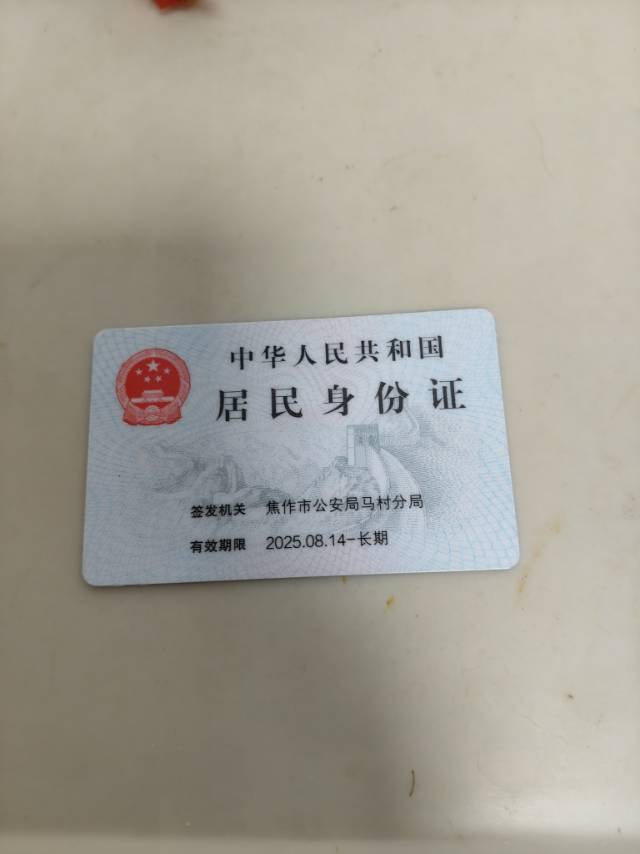 中华人民共和国
居民身份证
签发机关 焦作市公安局马村分局
有效期限 2025.08.14-长期